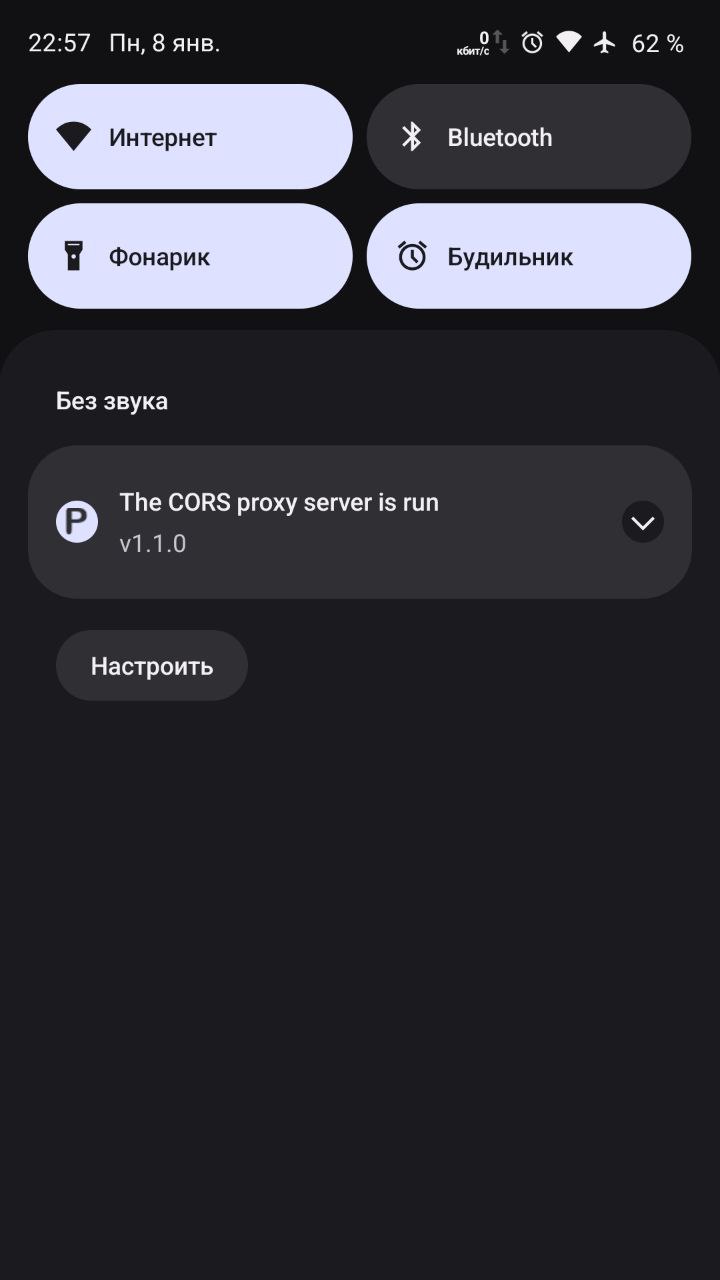 22:57 Пн, 8 янв. 0 кбит/с 62 %
Интернет Bluetooth
Фонарик Будильник
Без звука
P The CORS proxy server is run
v1.1.0
Настроить